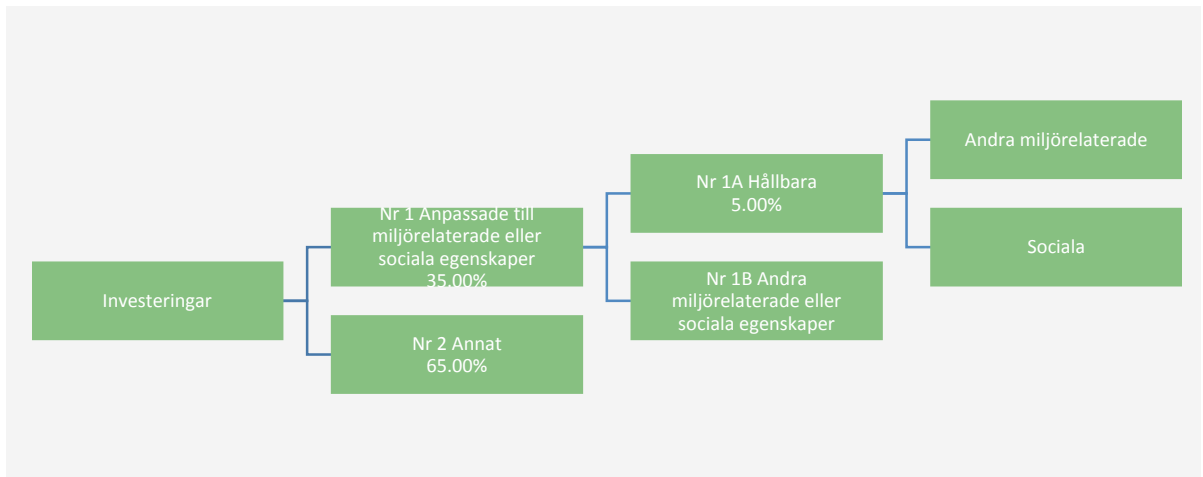 Investeringar
Nr 1 Anpassade till
miljörelaterade eller
sociala egenskaper
35.00%
Nr 2 Annat
65.00%
Nr 1A Hållbara
5.00%
Nr 1B Andra
miljörelaterade eller
sociala egenskaper
Andra miljörelaterade
Sociala